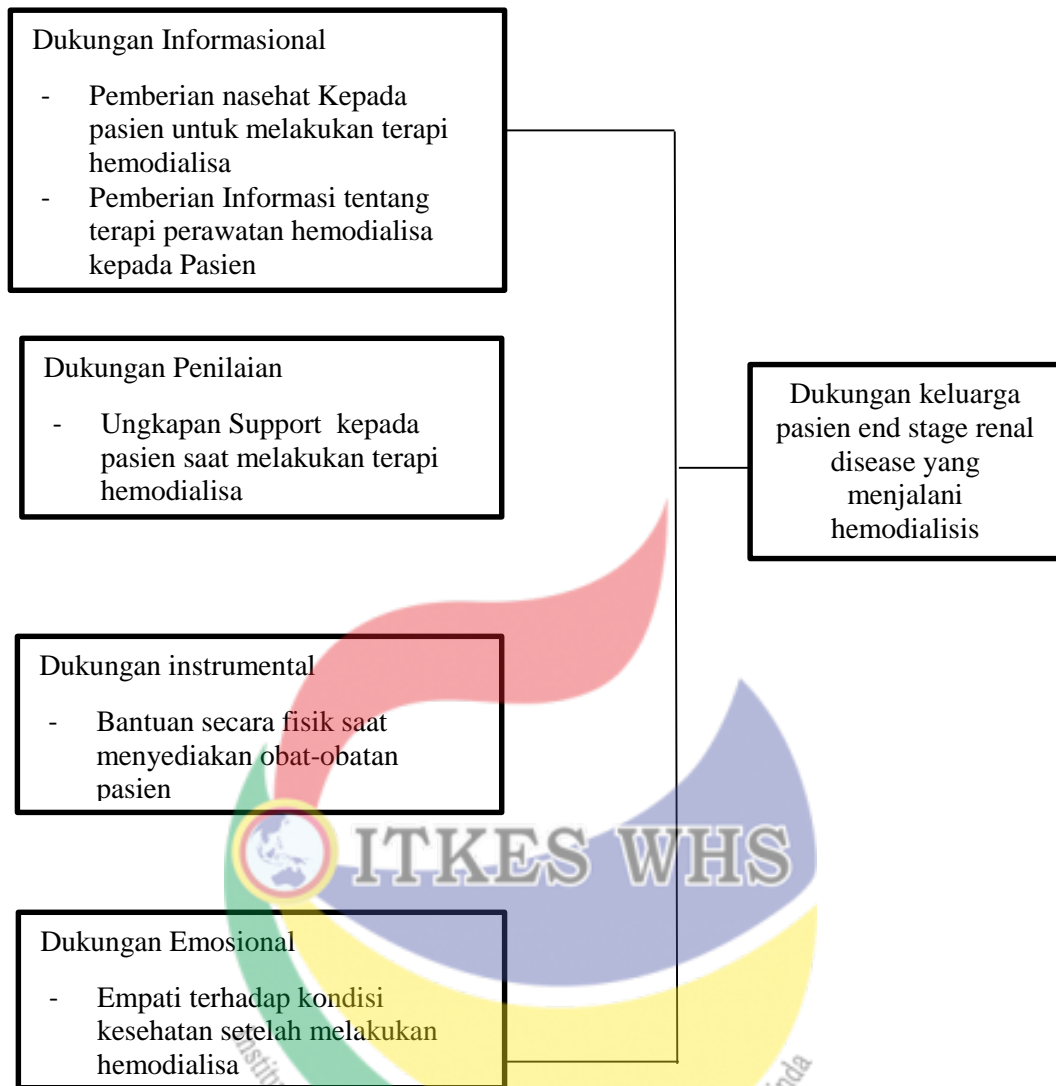 Dukungan Informasional
- Pemberian nasehat Kepada
pasien untuk melakukan terapi
hemodialisa
- Pemberian Informasi tentang
terapi perawatan hemodialisa
kepada Pasien
Dukungan Penilaian
- Ungkapan Support kepada
pasien saat melakukan terapi
hemodialisa
Dukungan keluarga
pasien end stage renal
disease yang
menjalani
hemodialisis
Dukungan instrumental
- Bantuan secara fisik saat
menyediakan obat-obatan
pasien
ITKES WHS
Dukungan Emosional
- Empati terhadap kondisi
kesehatan setelah melakukan
hemodialisa